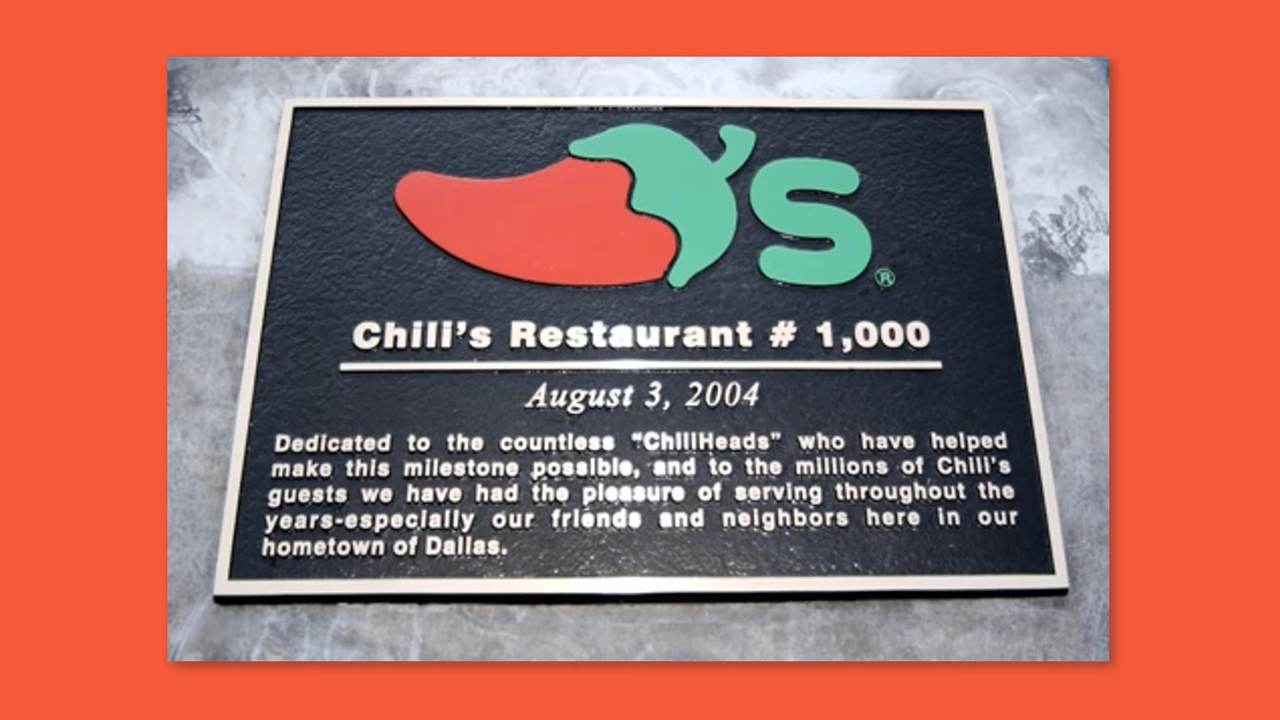 's ®
Chili's Restaurant # 1,000
August 3, 2004
Dedicated to the countless "ChiliHeads" who have helped
make this milestone possible, and to the millions of Chili's
guests we have had the pleasure of serving throughout the
years-especially our friends and neighbors here in our
hometown of Dallas.